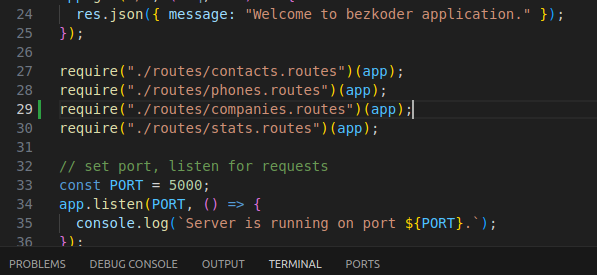 24 res.json({ message: "Welcome to bezkoder application." });
25 });
26
27 require("./routes/contacts.routes")(app);
28 require("./routes/phones.routes")(app);
29 require("./routes/companies.routes")(app);
30 require("./routes/stats.routes")(app);
31
32 // set port, listen for requests
33 const PORT = 5000;
34 app.listen(PORT, () => {
35 console.log(`Server is running on port ${PORT}.`);
36 });
PROBLEMS DEBUG CONSOLE OUTPUT TERMINAL PORTS